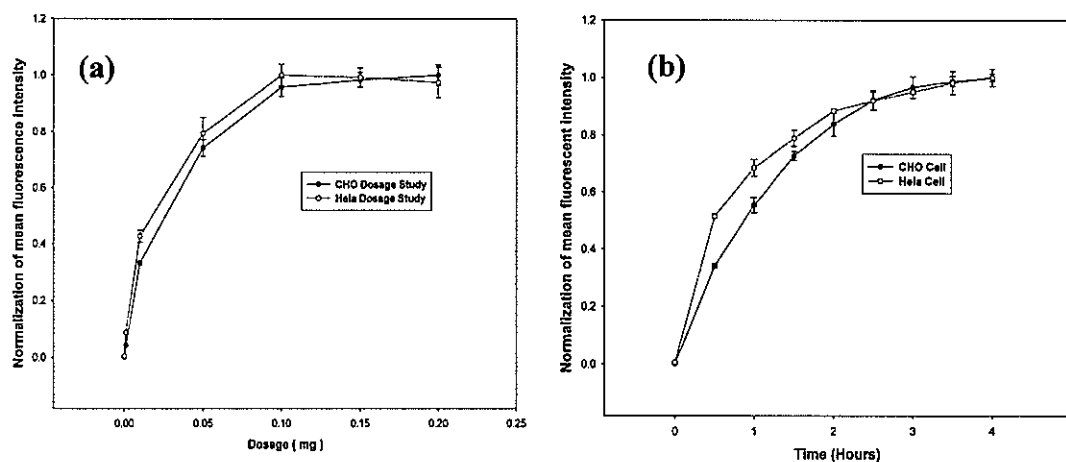 (a)
Normalization of mean fluorescence intensity
1.2
1.0
0.8
0.6
0.4
0.2
0.0
CHO Dosage Study
Hela Dosage Study
0.00
0.05
0.10
0.15
0.20
0.25
Dosage ( mg )
(b)
Normalization of mean fluorescent intensity
1.2
1.0
0.8
0.6
0.4
0.2
0.0
CHO Cell
Hela Cell
0
1
2
3
4
Time (Hours)